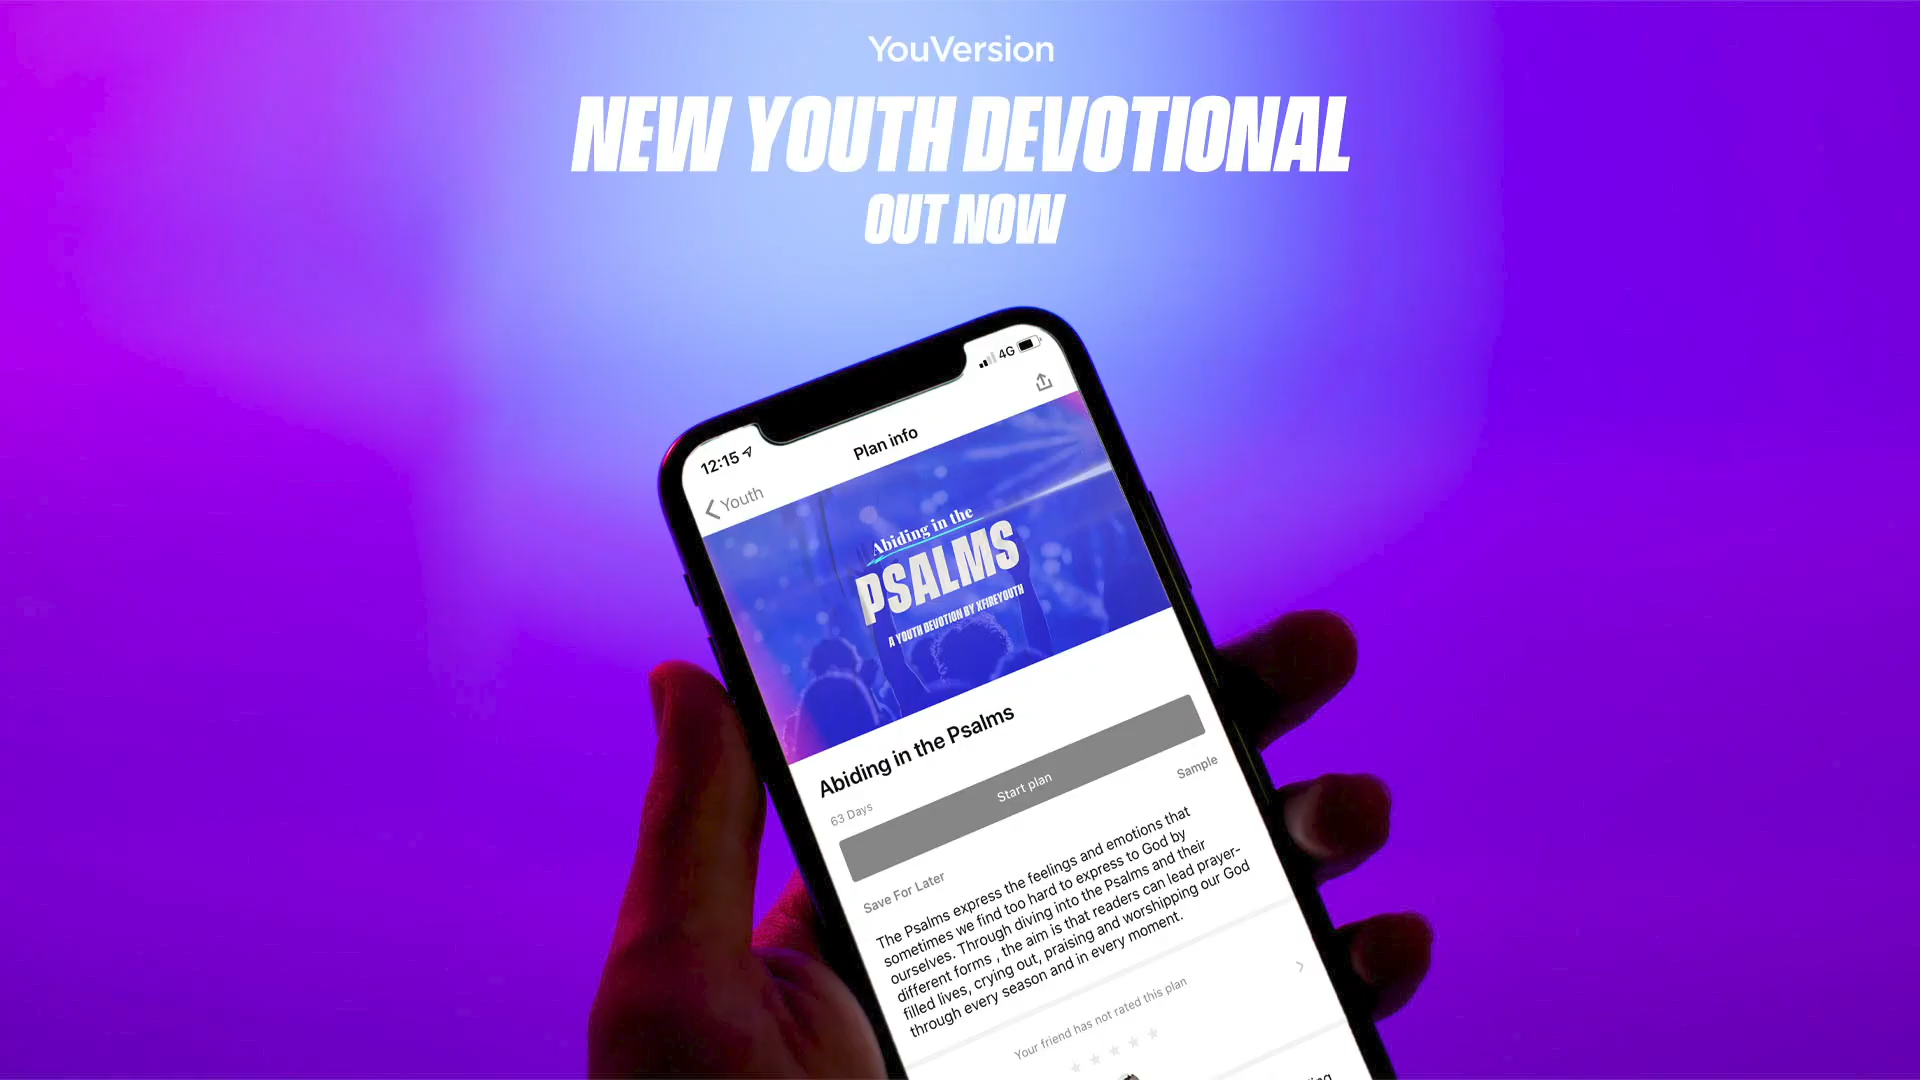 YouVersion
NEW YOUTH DEVOTIONAL
OUT NOW
12:15
4G
Plan info
Youth
Abiding in the
PSALMS
A YOUTH DEVOTION BY XFIREYOUTH
Abiding in the Psalms
63 Days
Start plan
Save For Later
Sample
The Psalms express the feelings and emotions that
sometimes we find too hard to express to God by
ourselves. Through diving into the Psalms and their
different forms , the aim is that readers can lead prayer-
filled lives, crying out, praising and worshipping our God
through every season and in every moment.
Your friend has not rated this plan